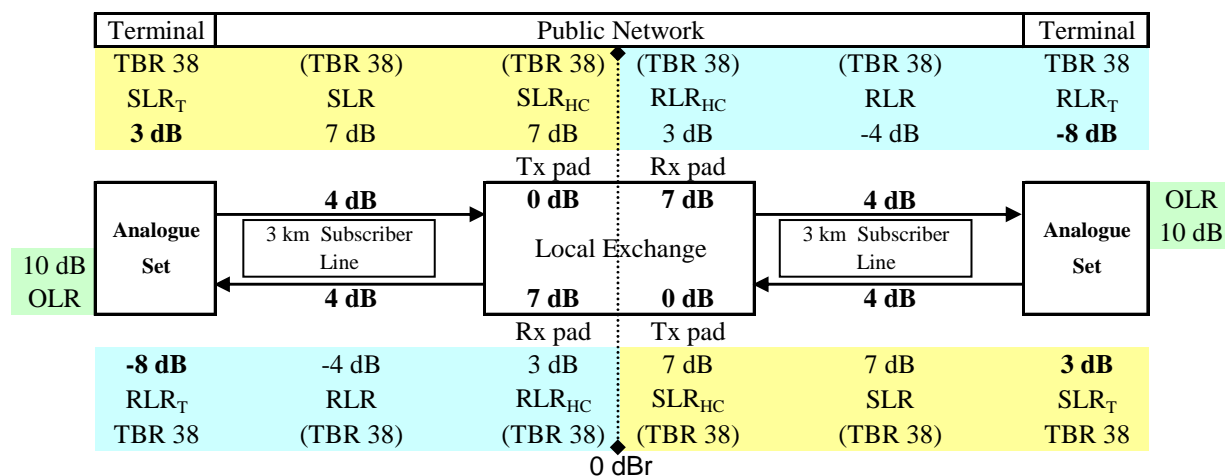 Terminal Public Network Terminal
TBR 38 (TBR 38) (TBR 38) (TBR 38) (TBR 38) TBR 38
SLRT SLR SLRHC RLRHC RLR RLRT
3 dB 7 dB 7 dB 3 dB -4 dB -8 dB
Tx pad Rx pad
4 dB 0 dB 7 dB 4 dB OLR
Analogue 3 km Subscriber Local Exchange 3 km Subscriber Analogue 10 dB
10 dB Set Line Line Set
OLR 4 dB 7 dB 0 dB 4 dB
Rx pad Tx pad
-8 dB -4 dB 3 dB 7 dB 7 dB 3 dB
RLRT RLR RLRHC SLRHC SLR SLRT
TBR 38 (TBR 38) (TBR 38) (TBR 38) (TBR 38) TBR 38
0 dBr